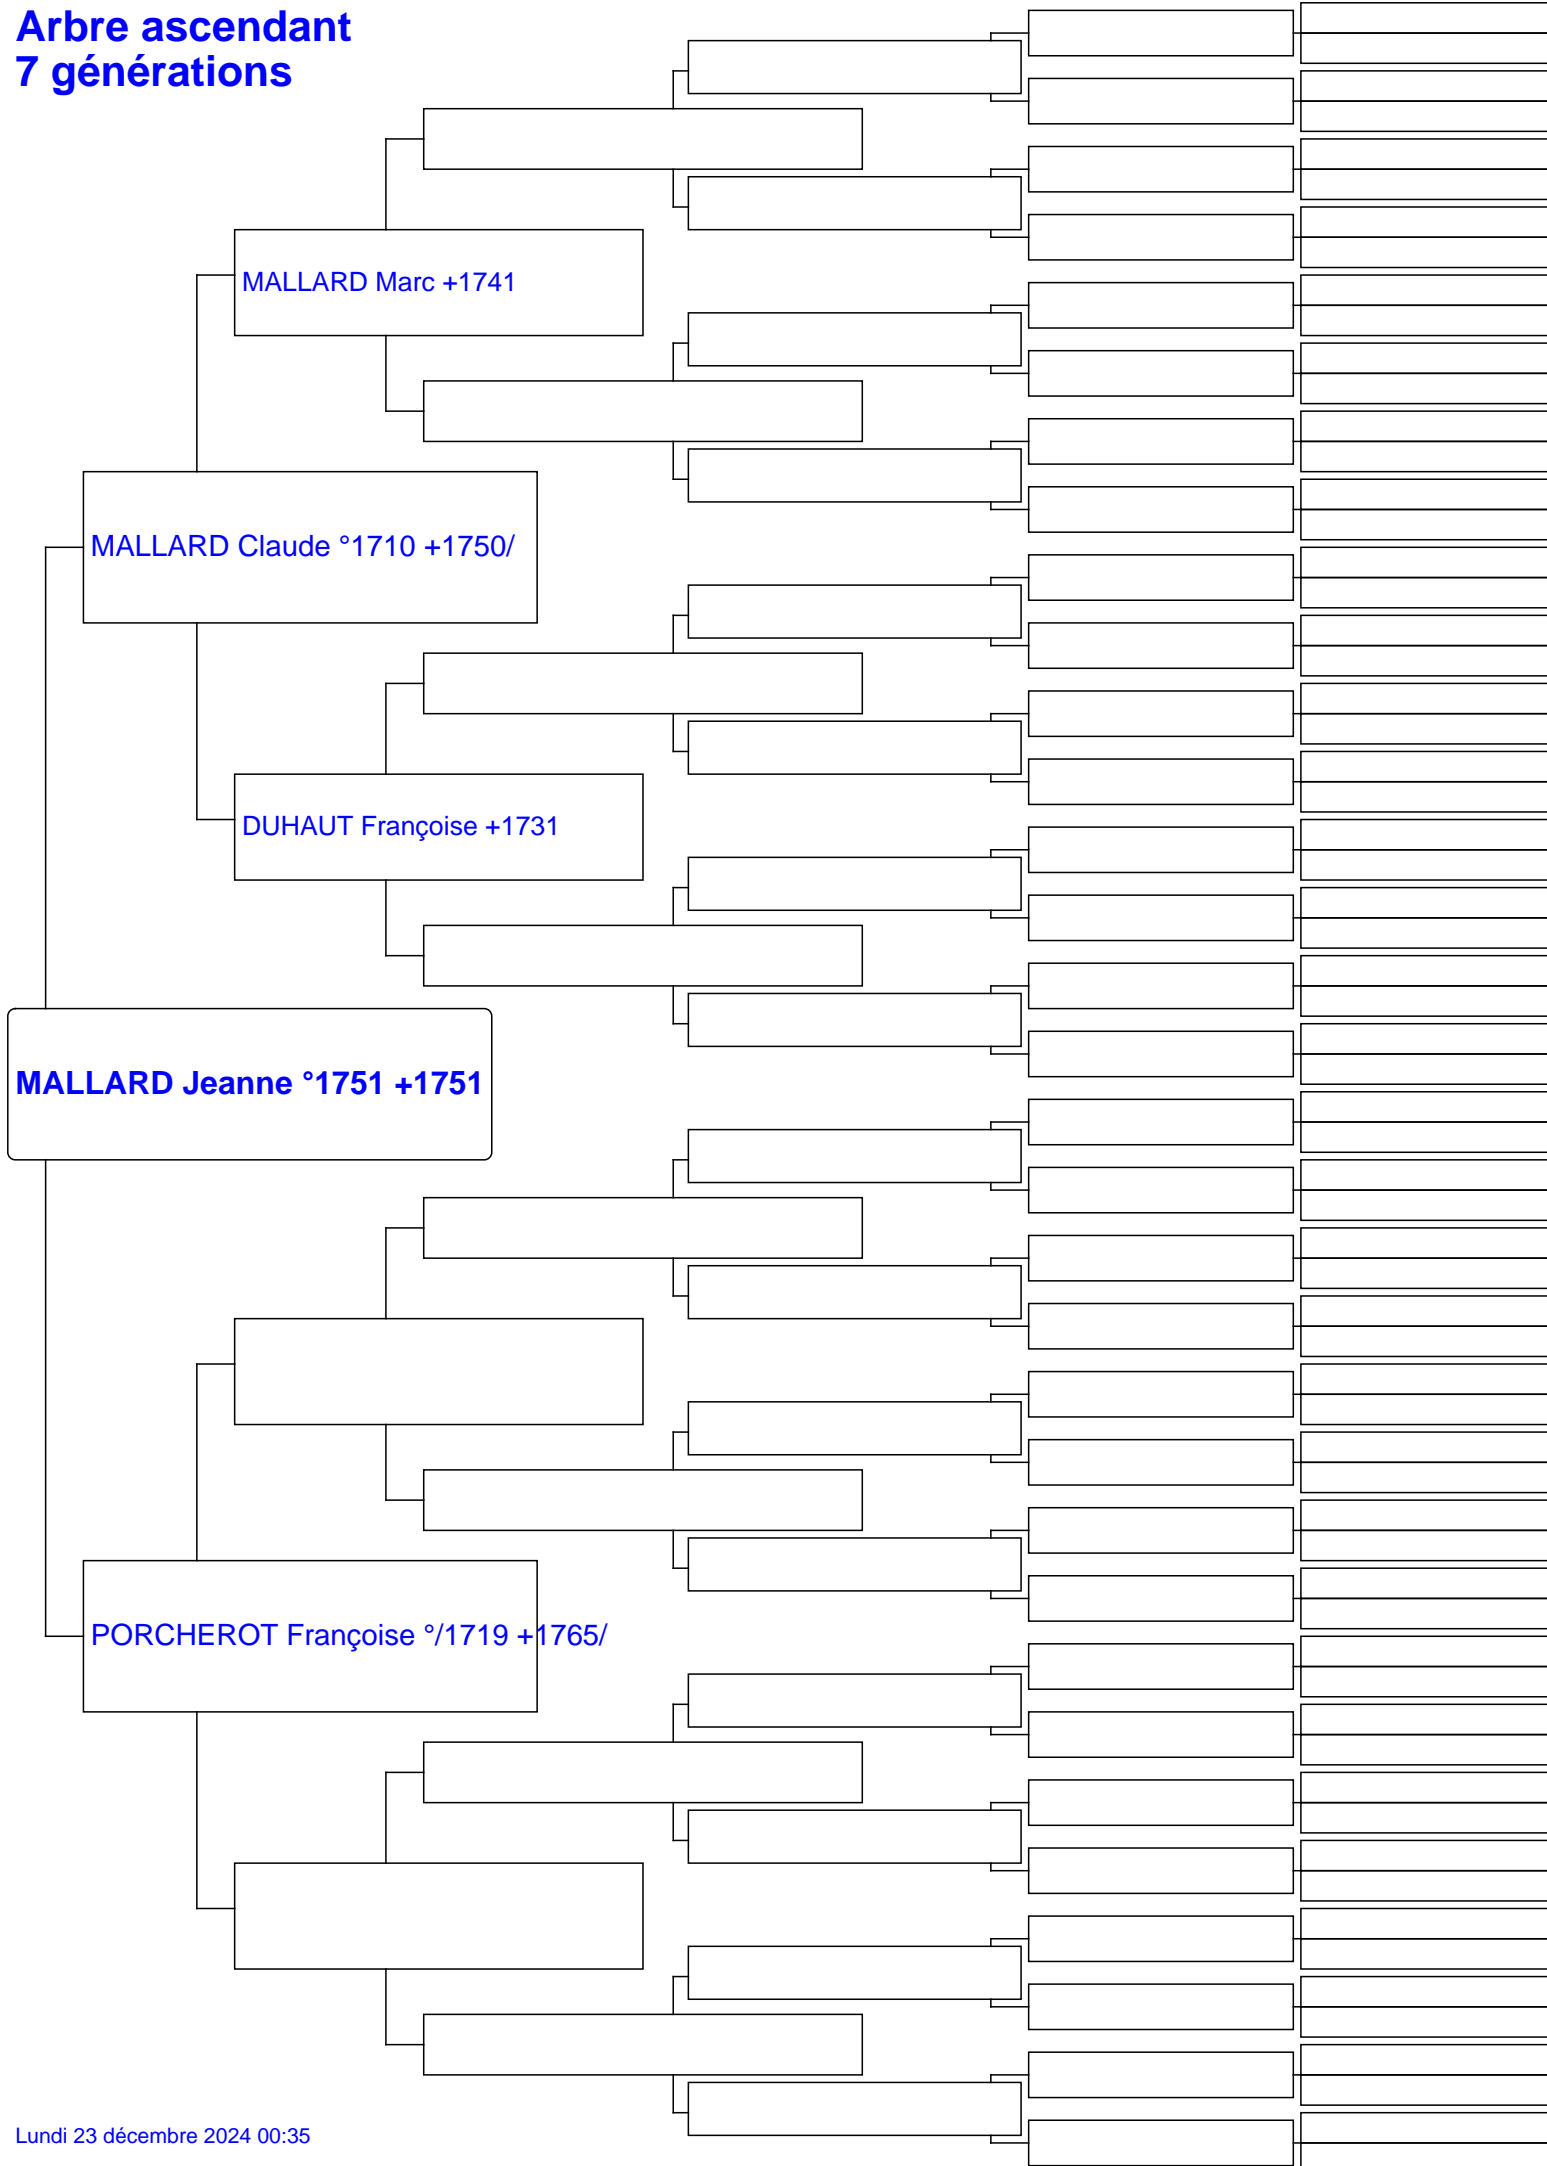 Arbre ascendant
7 générations
MALLARD Marc +1741
MALLARD Claude °1710 +1750/
DUHAUT Françoise +1731
MALLARD Jeanne °1751 +1751
PORCHEROT Françoise °/1719 +1765/
Lundi 23 décembre 2024 00:35